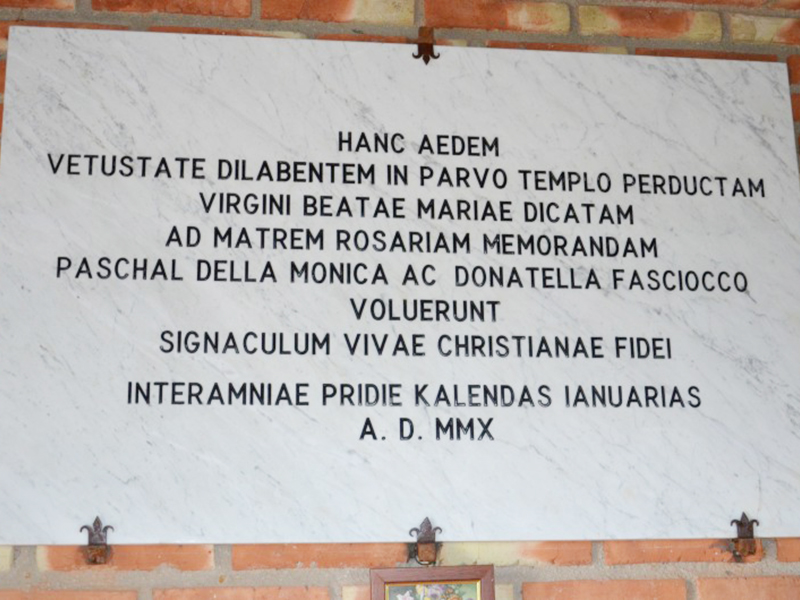 HANC AEDEM
VETUSTATE DILABENTEM IN PARVO TEMPLO PERDUCTAM
VIRGINI BEATAE MARIAE DICATAM
AD MATREM ROSARIAM MEMORANDAM
PASCHAL DELLA MONICA AC DONATELLA FASCIOCCO
VOLUERUNT
SIGNACULUM VIVAE CHRISTIANAE FIDEI
INTERAMNIAE PRIDIE KALENDAS IANUARIAS
A. D. MMX